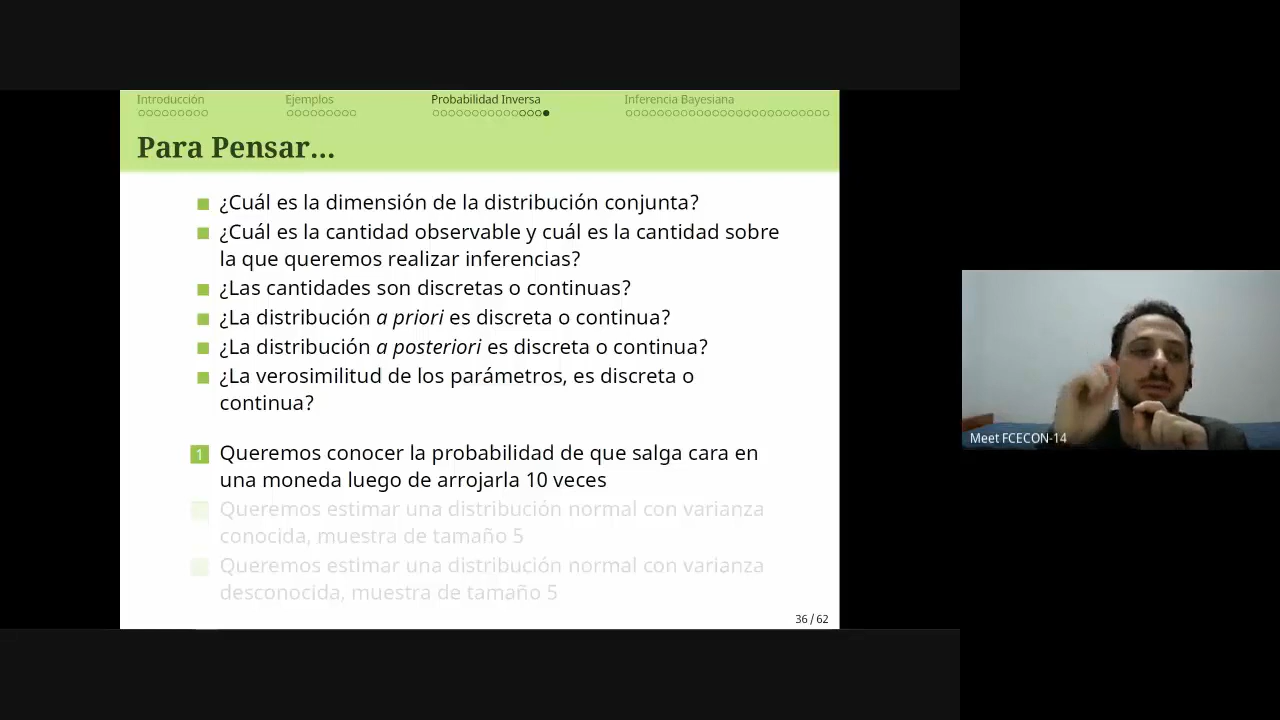 Introducción
Ejemplos
Probabilidad Inversa
Inferencia Bayesiana
Para Pensar...
¿Cuál es la dimensión de la distribución conjunta?
¿Cuál es la cantidad observable y cuál es la cantidad sobre
la que queremos realizar inferencias?
¿Las cantidades son discretas o continuas?
¿La distribución a priori es discreta o continua?
¿La distribución a posteriori es discreta o continua?
¿La verosimilitud de los parámetros, es discreta o
continua?
1 Queremos conocer la probabilidad de que salga cara en
una moneda luego de arrojarla 10 veces
Queremos estimar una distribución normal con varianza
conocida, muestra de tamaño 5
Queremos estimar una distribución normal con varianza
desconocida, muestra de tamaño 5
36 / 62
Meet FCECON-14